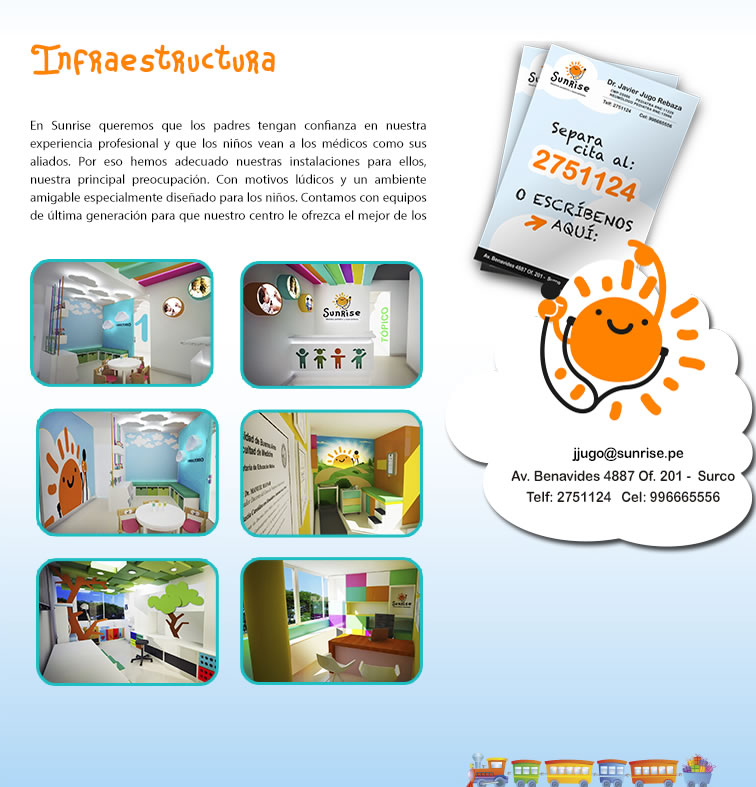 Infraestructura
En Sunrise queremos que los padres tengan confianza en nuestra
experiencia profesional y que los niños vean a los médicos como sus
aliados. Por eso hemos adecuado nuestras instalaciones para ellos,
nuestra principal preocupación. Con motivos lúdicos y un ambiente
amigable especialmente diseñado para los niños. Contamos con equipos
de última generación para que nuestro centro le ofrezca el mejor de los
Sunrise
Dr. Javier Jugo Rebaza
Telf: 2751124 Cel: 996665556
Separa
cita al:
2751124
O ESCRÍBENOS
AQUÍ:
Av. Benavides 4887 Of. 201 - Surco
1
Sunrise
TÓPICO
Sunrise
jjugo@sunrise.pe
Av. Benavides 4887 Of. 201 - Surco
Telf: 2751124 Cel: 996665556